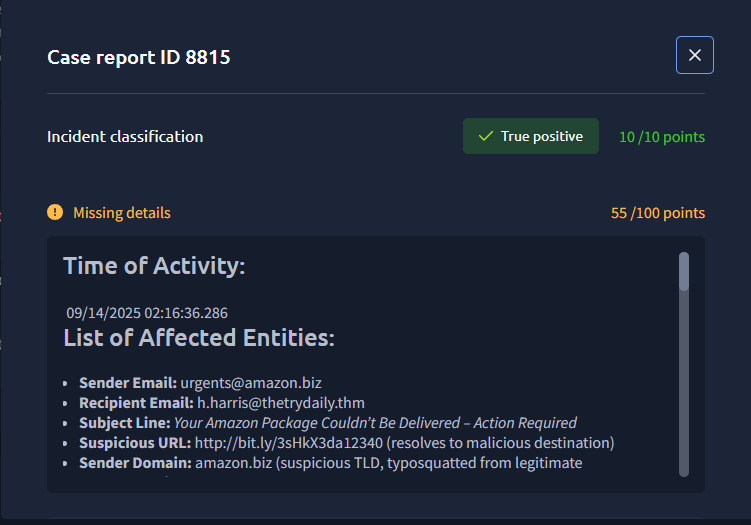 Case report ID 8815
Incident classification
True positive
10 /10 points
Missing details
55 /100 points
Time of Activity:
09/14/2025 02:16:36.286
List of Affected Entities:
• Sender Email: urgents@amazon.biz
• Recipient Email: h.harris@thetrydaily.thm
• Subject Line: Your Amazon Package Couldn’t Be Delivered – Action Required
• Suspicious URL: http://bit.ly/3sHkX3da12340 (resolves to malicious destination)
• Sender Domain: amazon.biz (suspicious TLD, typosquatted from legitimate